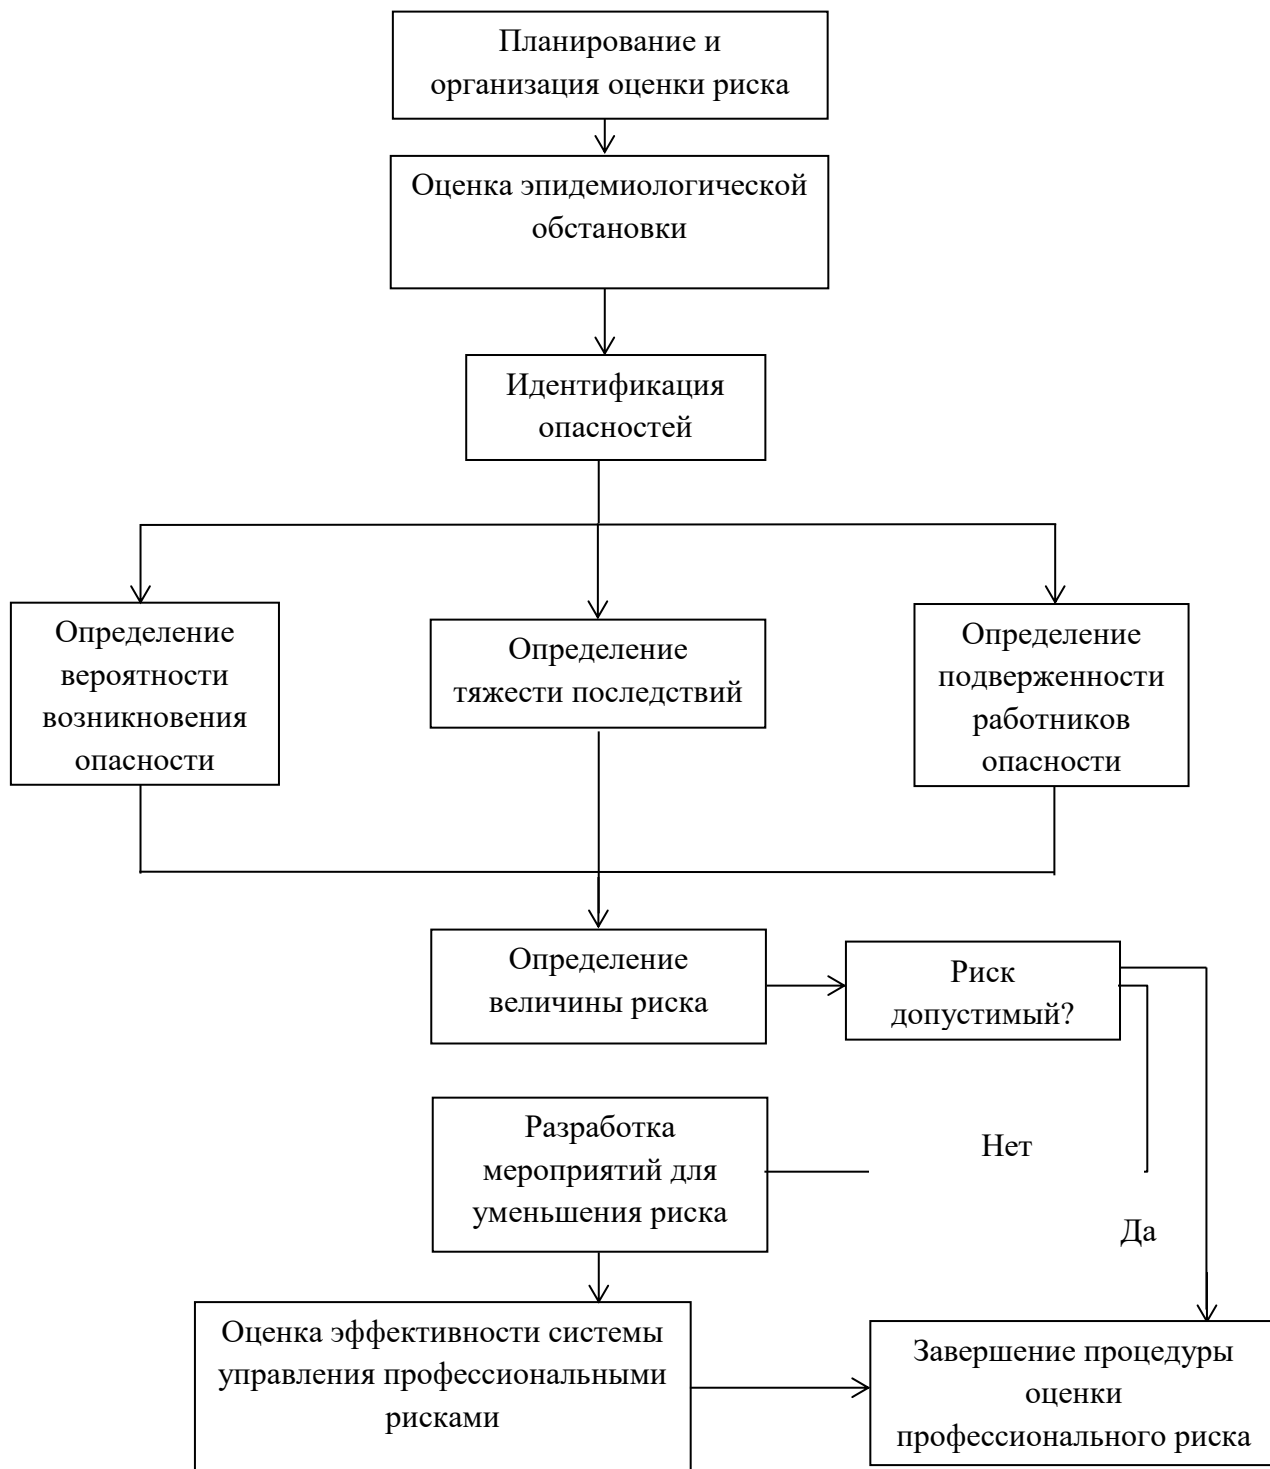 Планирование и
организация оценки риска
Оценка эпидемиологической
обстановки
Идентификация
опасностей
Определение
вероятности
возникновения
опасности
Определение
тяжести последствий
Определение
подверженности
работников
опасности
Определение
величины риска
Риск
допустимый?
Разработка
мероприятий для
уменьшения риска
Нет
Да
Оценка эффективности системы
управления профессиональными
рисками
Завершение процедуры
оценки
профессионального риска